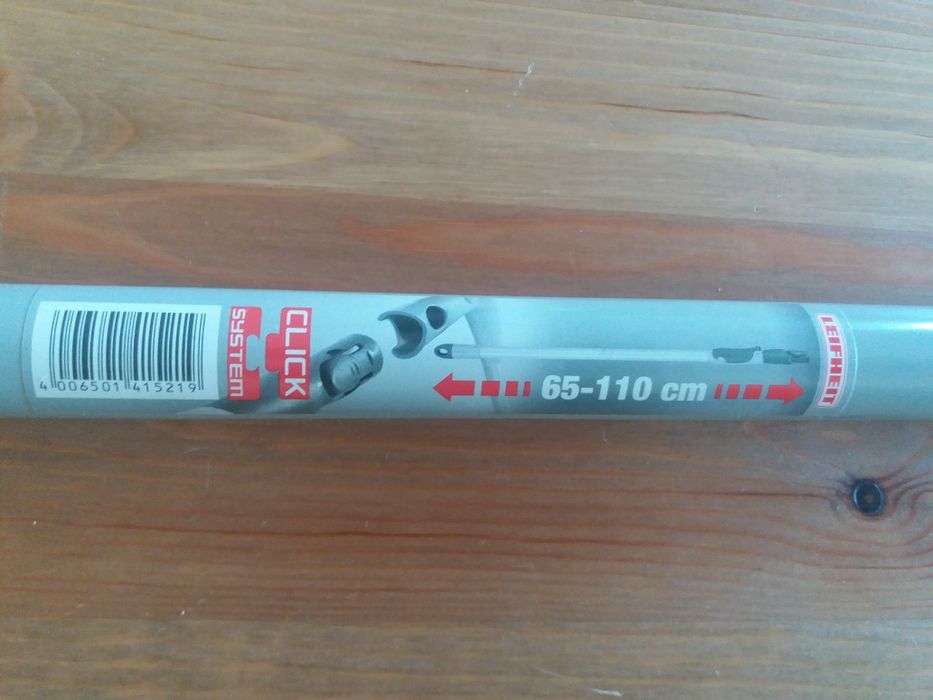 4 006501 415219
CLICK
SYSTEM
65-110 cm
LEIFHEIT